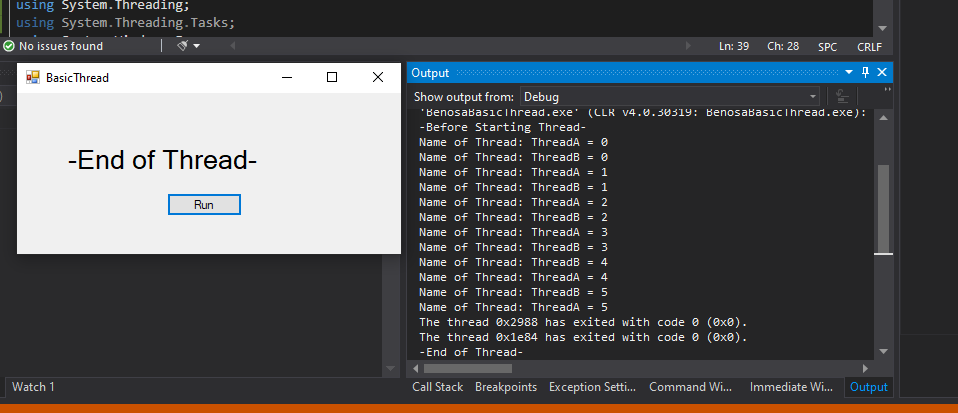 using System.Threading;
using System.Threading.Tasks;
No issues found
Ln: 39 Ch: 28 SPC CRLF
BasicThread
-End of Thread-
Run
Output
Show output from: Debug
'BenosaBasicThread.exe' (CLR v4.0.30319: BenosaBasicThread.exe):
-Before Starting Thread-
Name of Thread: ThreadA = 0
Name of Thread: ThreadB = 0
Name of Thread: ThreadA = 1
Name of Thread: ThreadB = 1
Name of Thread: ThreadA = 2
Name of Thread: ThreadB = 2
Name of Thread: ThreadA = 3
Name of Thread: ThreadB = 3
Name of Thread: ThreadB = 4
Name of Thread: ThreadA = 4
Name of Thread: ThreadB = 5
Name of Thread: ThreadA = 5
The thread 0x2988 has exited with code 0 (0x0).
The thread 0x1e84 has exited with code 0 (0x0).
-End of Thread-
Watch 1
Call Stack Breakpoints Exception Setti... Command Wi... Immediate Wi... Output